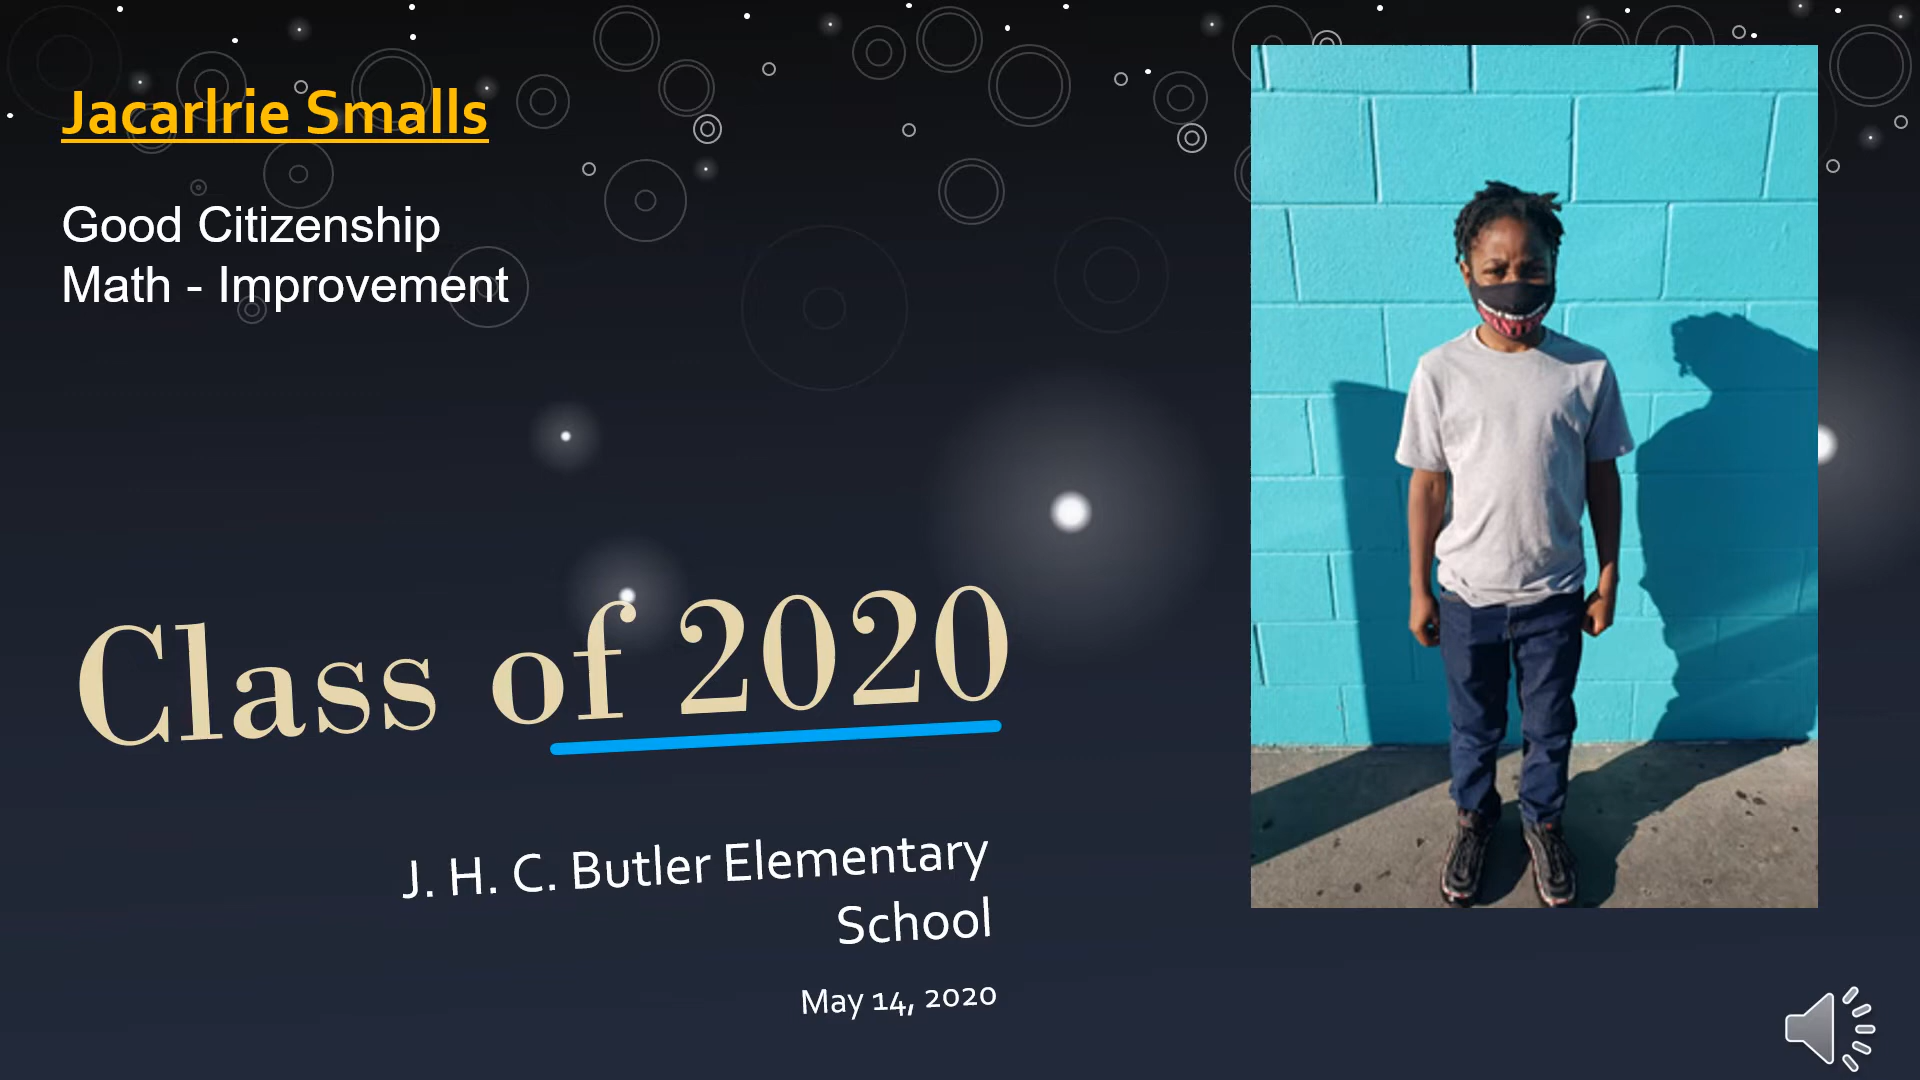 Jacarlrie Smalls
Good Citizenship
Math - Improvement
Class of 2020
J. H. C. Butler Elementary
School
May 14, 2020